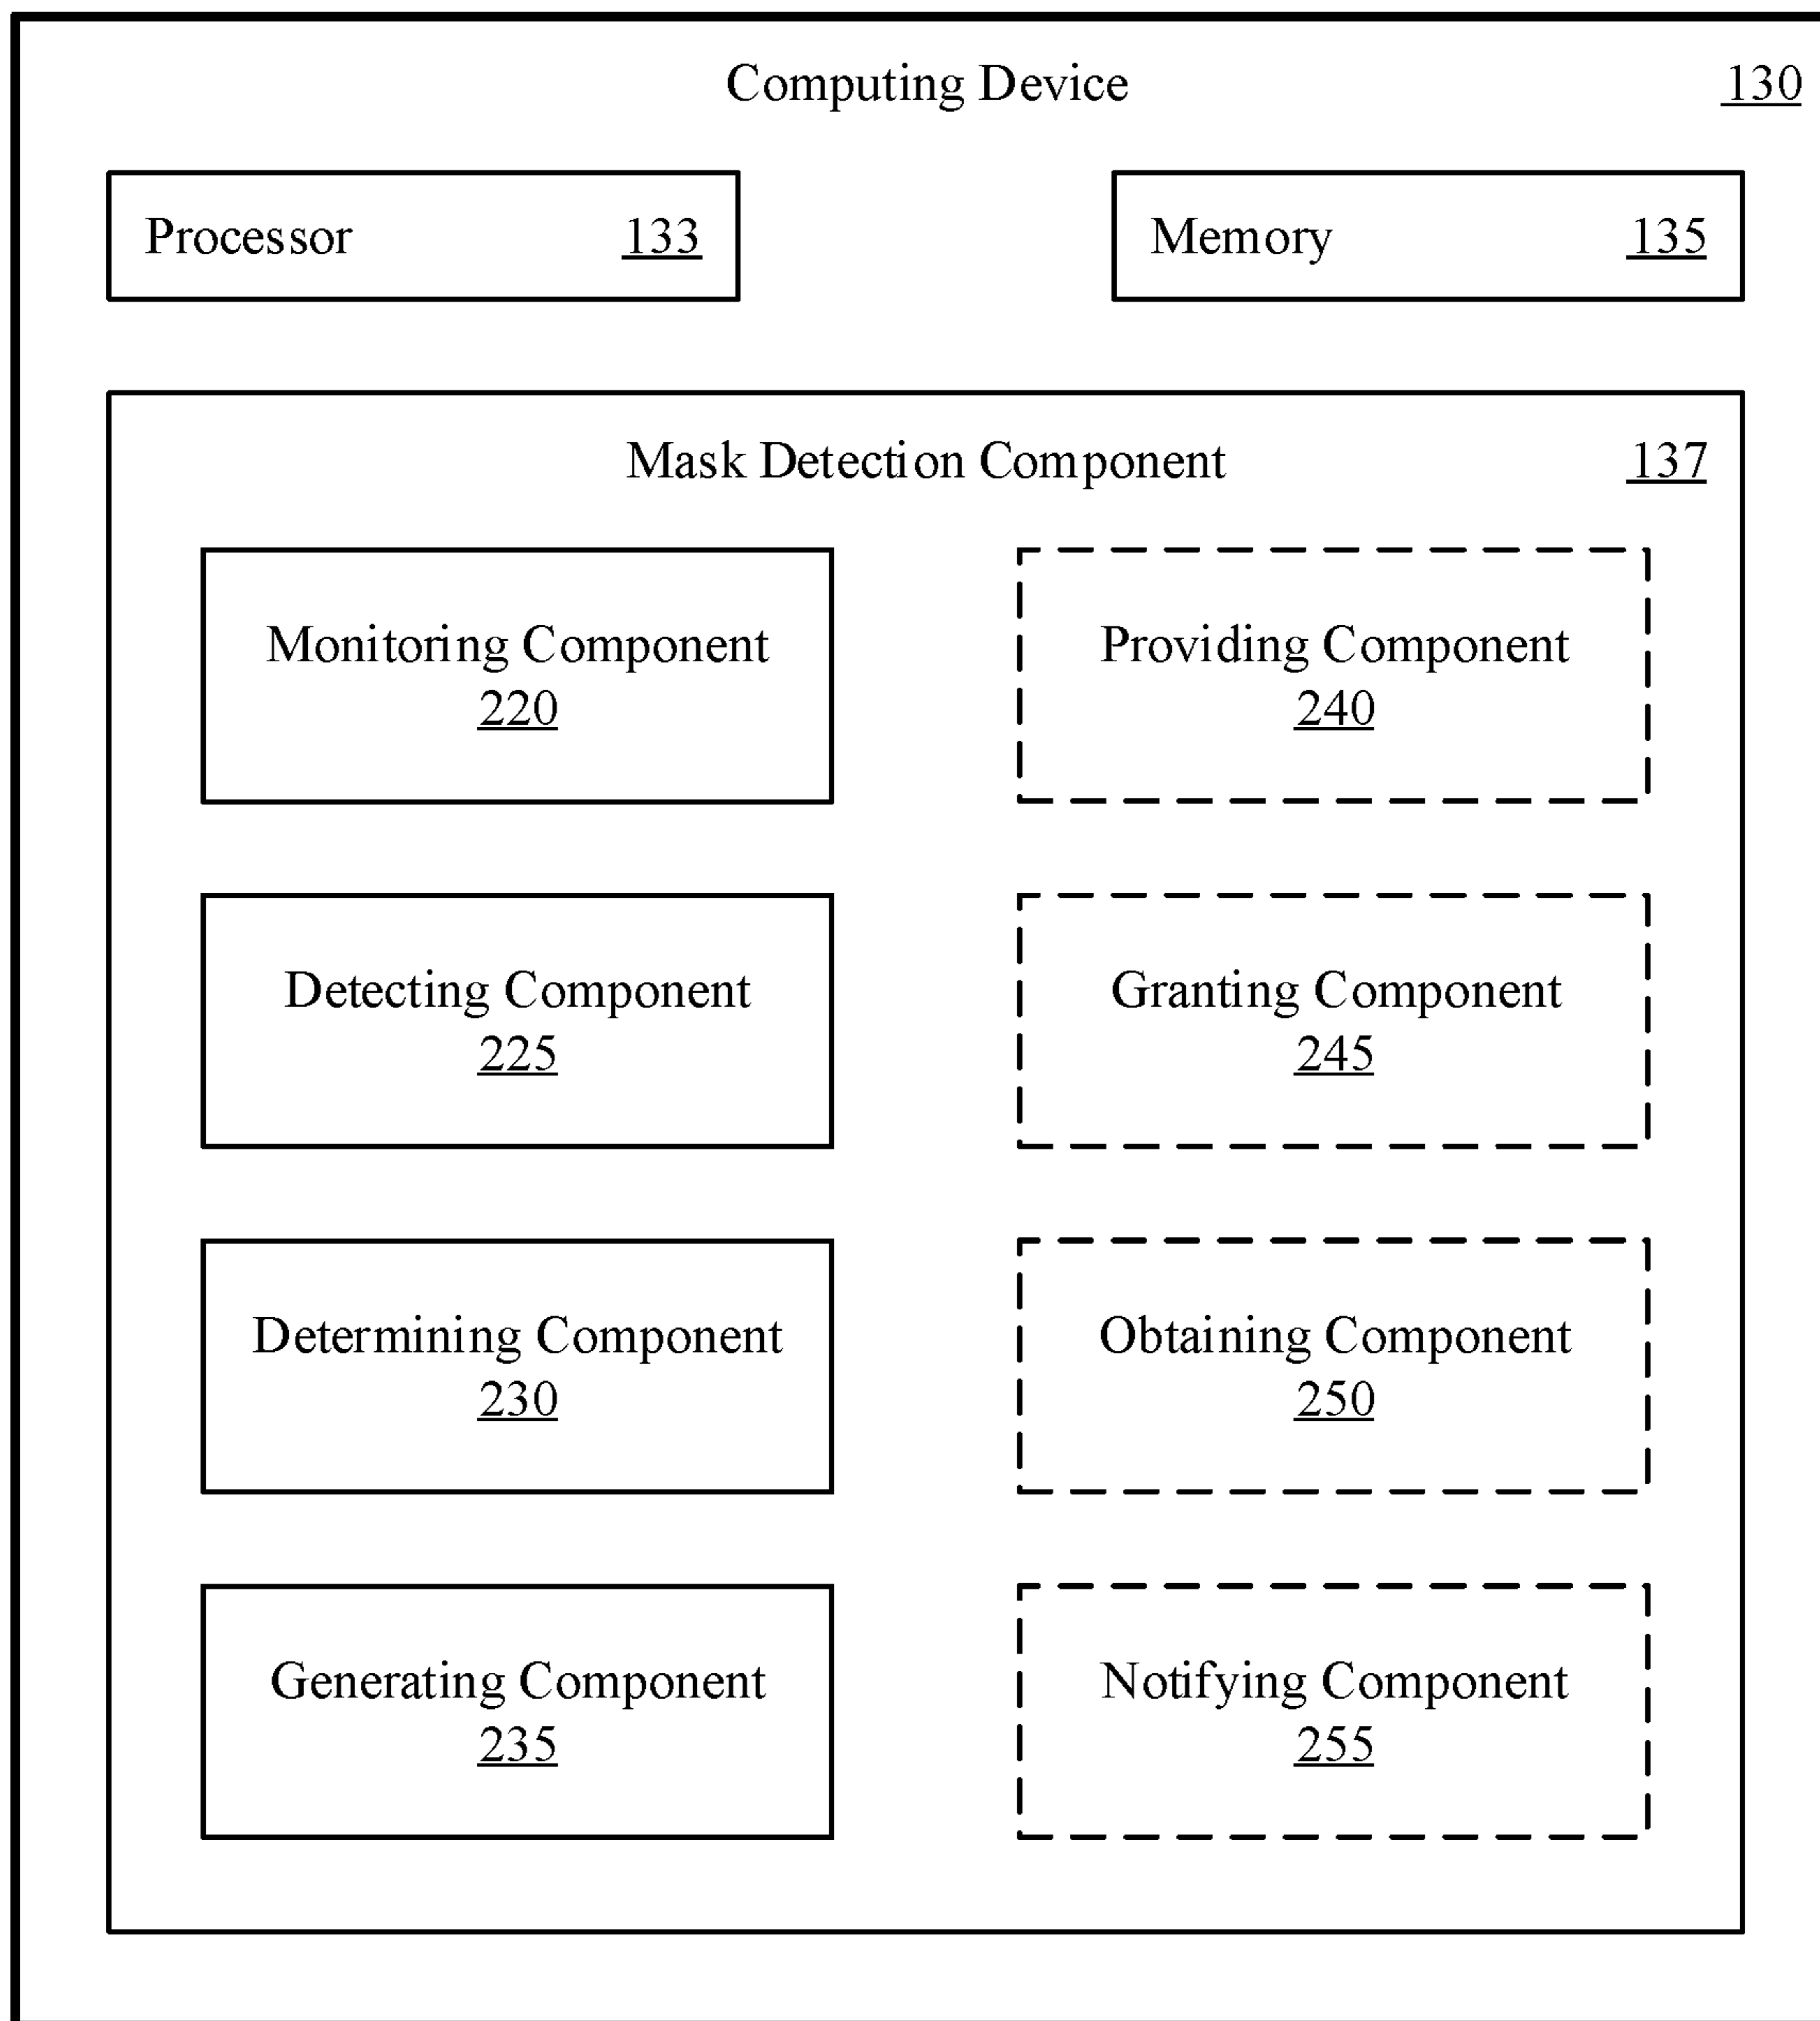 Computing Device 130
Processor 133 Memory 135
Mask Detection Component 137
Monitoring Component
220
Providing Component
240
Detecting Component
225
Granting Component
245
Determining Component
230
Obtaining Component
250
Generating Component
235
Notifying Component
255